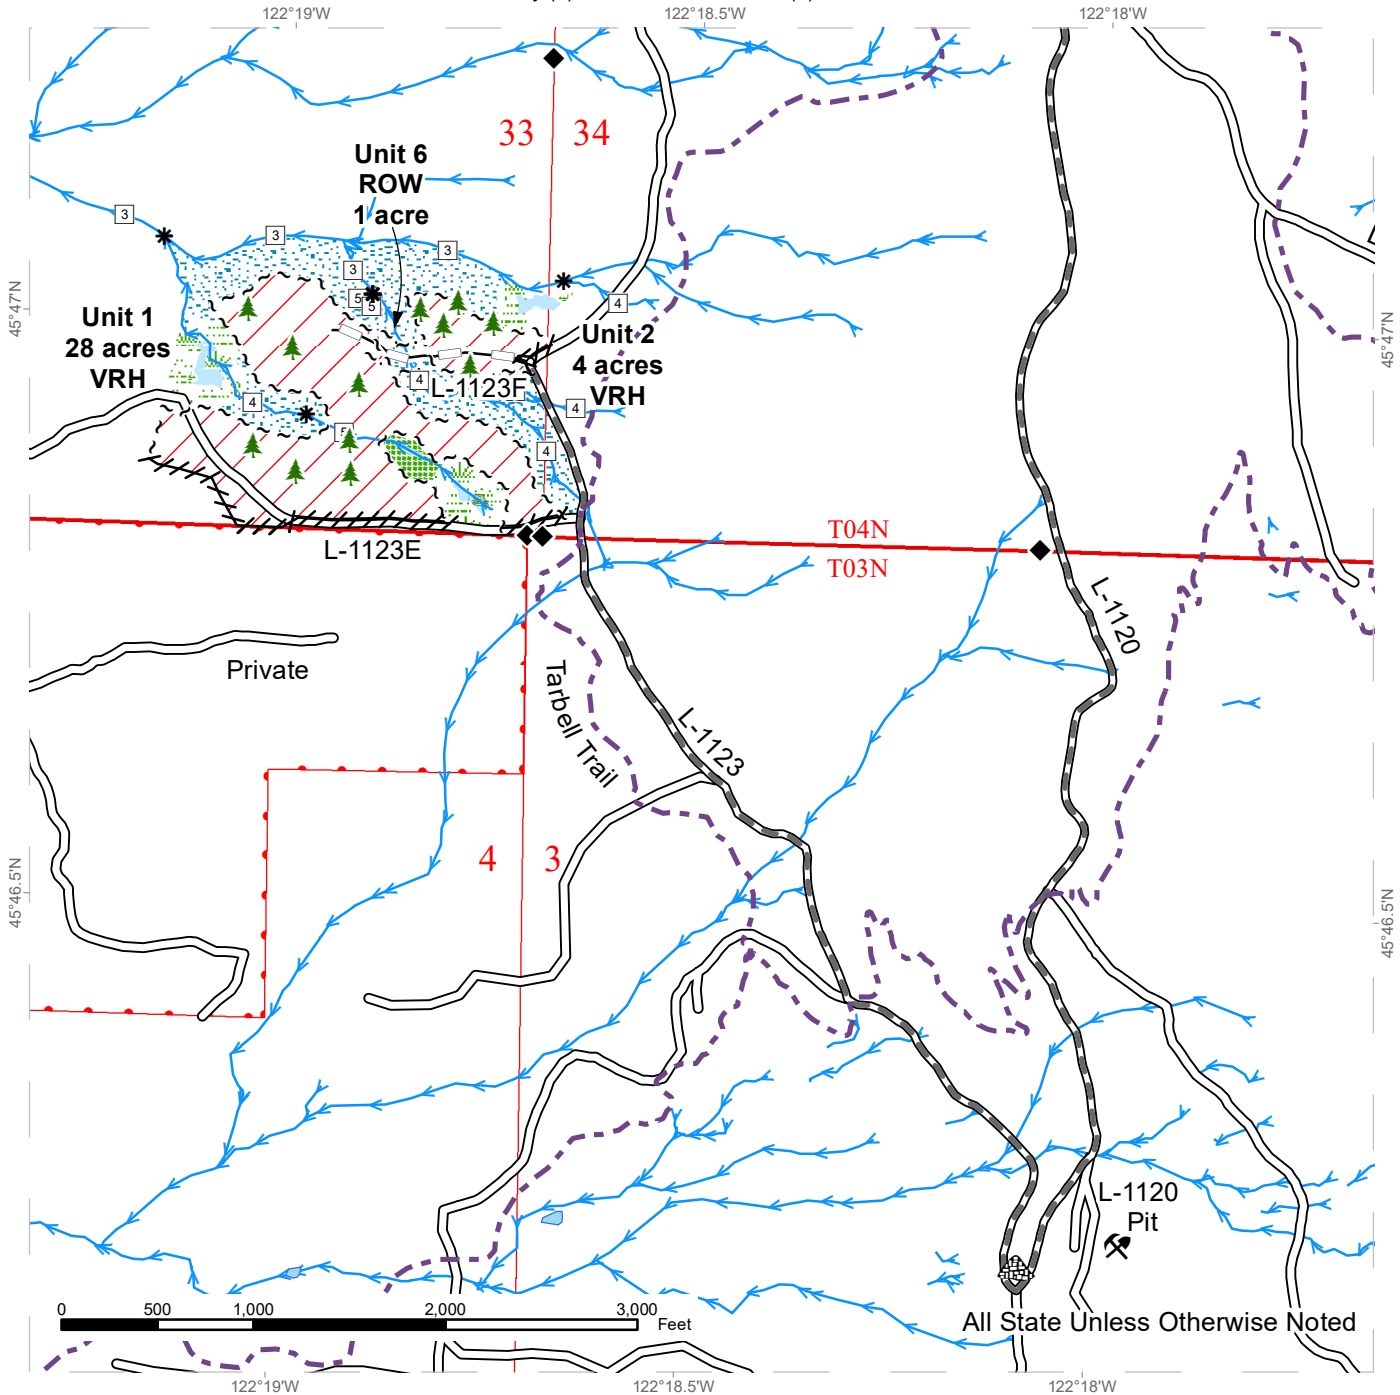 122°19'W
122°18.5'W
122°18'W
33
34
Unit 6
ROW
1 acre
3
3
3
3
5
5
4
45°47'N
45°47'N
Unit 1
28 acres
VRH
Unit 2
4 acres
VRH
4
L-1123F
4
4
5
4
L-1123E
T04N
T03N
L-1120
Private
Tarbell Trail
L-1123
4
3
45°46.5'N
45°46.5'N
L-1120
Pit
0
500
1,000
2,000
3,000
Feet
All State Unless Otherwise Noted
122°19'W
122°18.5'W
122°18'W